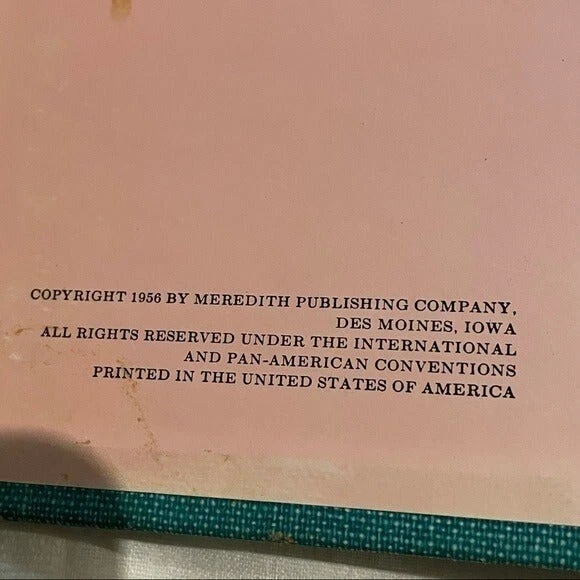 COPYRIGHT 1956 BY MEREDITH PUBLISHING COMPANY,
DES MOINES, IOWA
ALL RIGHTS RESERVED UNDER THE INTERNATIONAL
AND PAN-AMERICAN CONVENTIONS
PRINTED IN THE UNITED STATES OF AMERICA